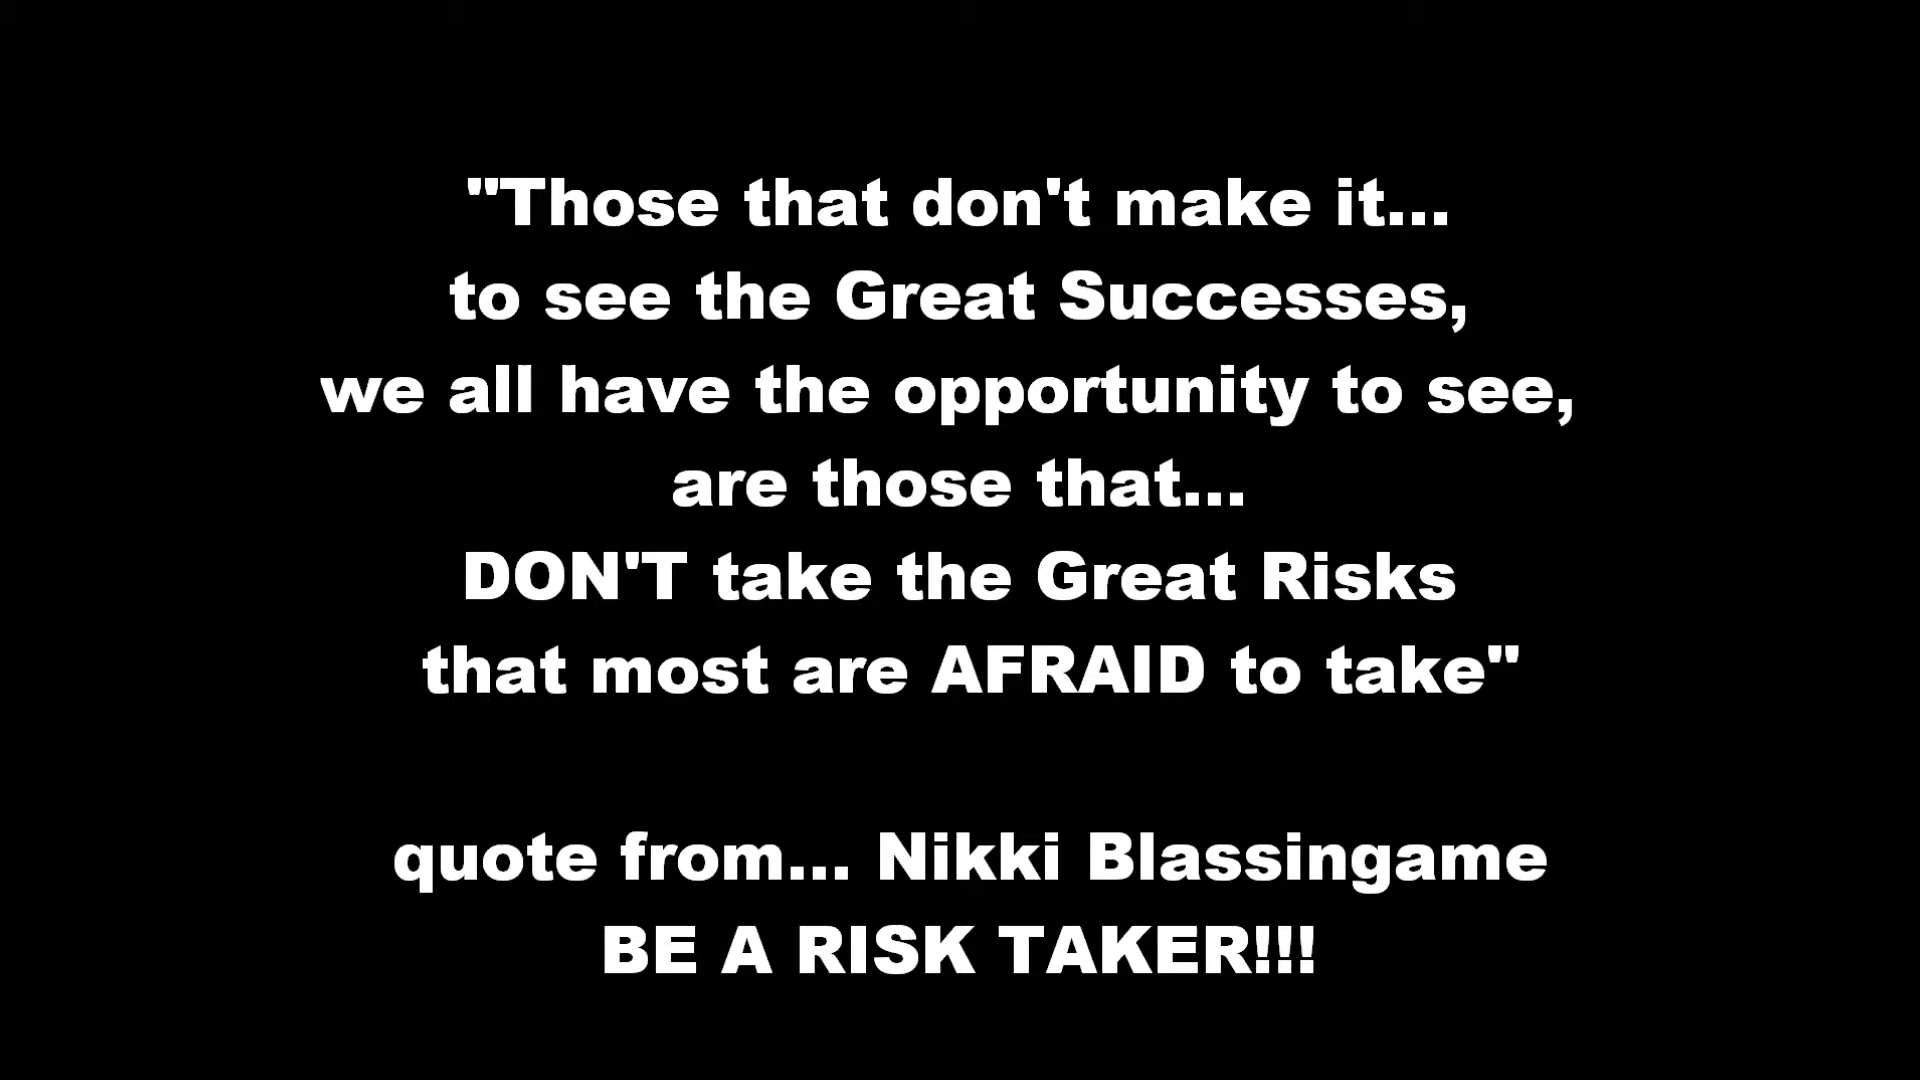 "Those that don't make it...
to see the Great Successes,
we all have the opportunity to see,
are those that...
DON'T take the Great Risks
that most are AFRAID to take"
quote from... Nikki Blassingame
BE A RISK TAKER!!!